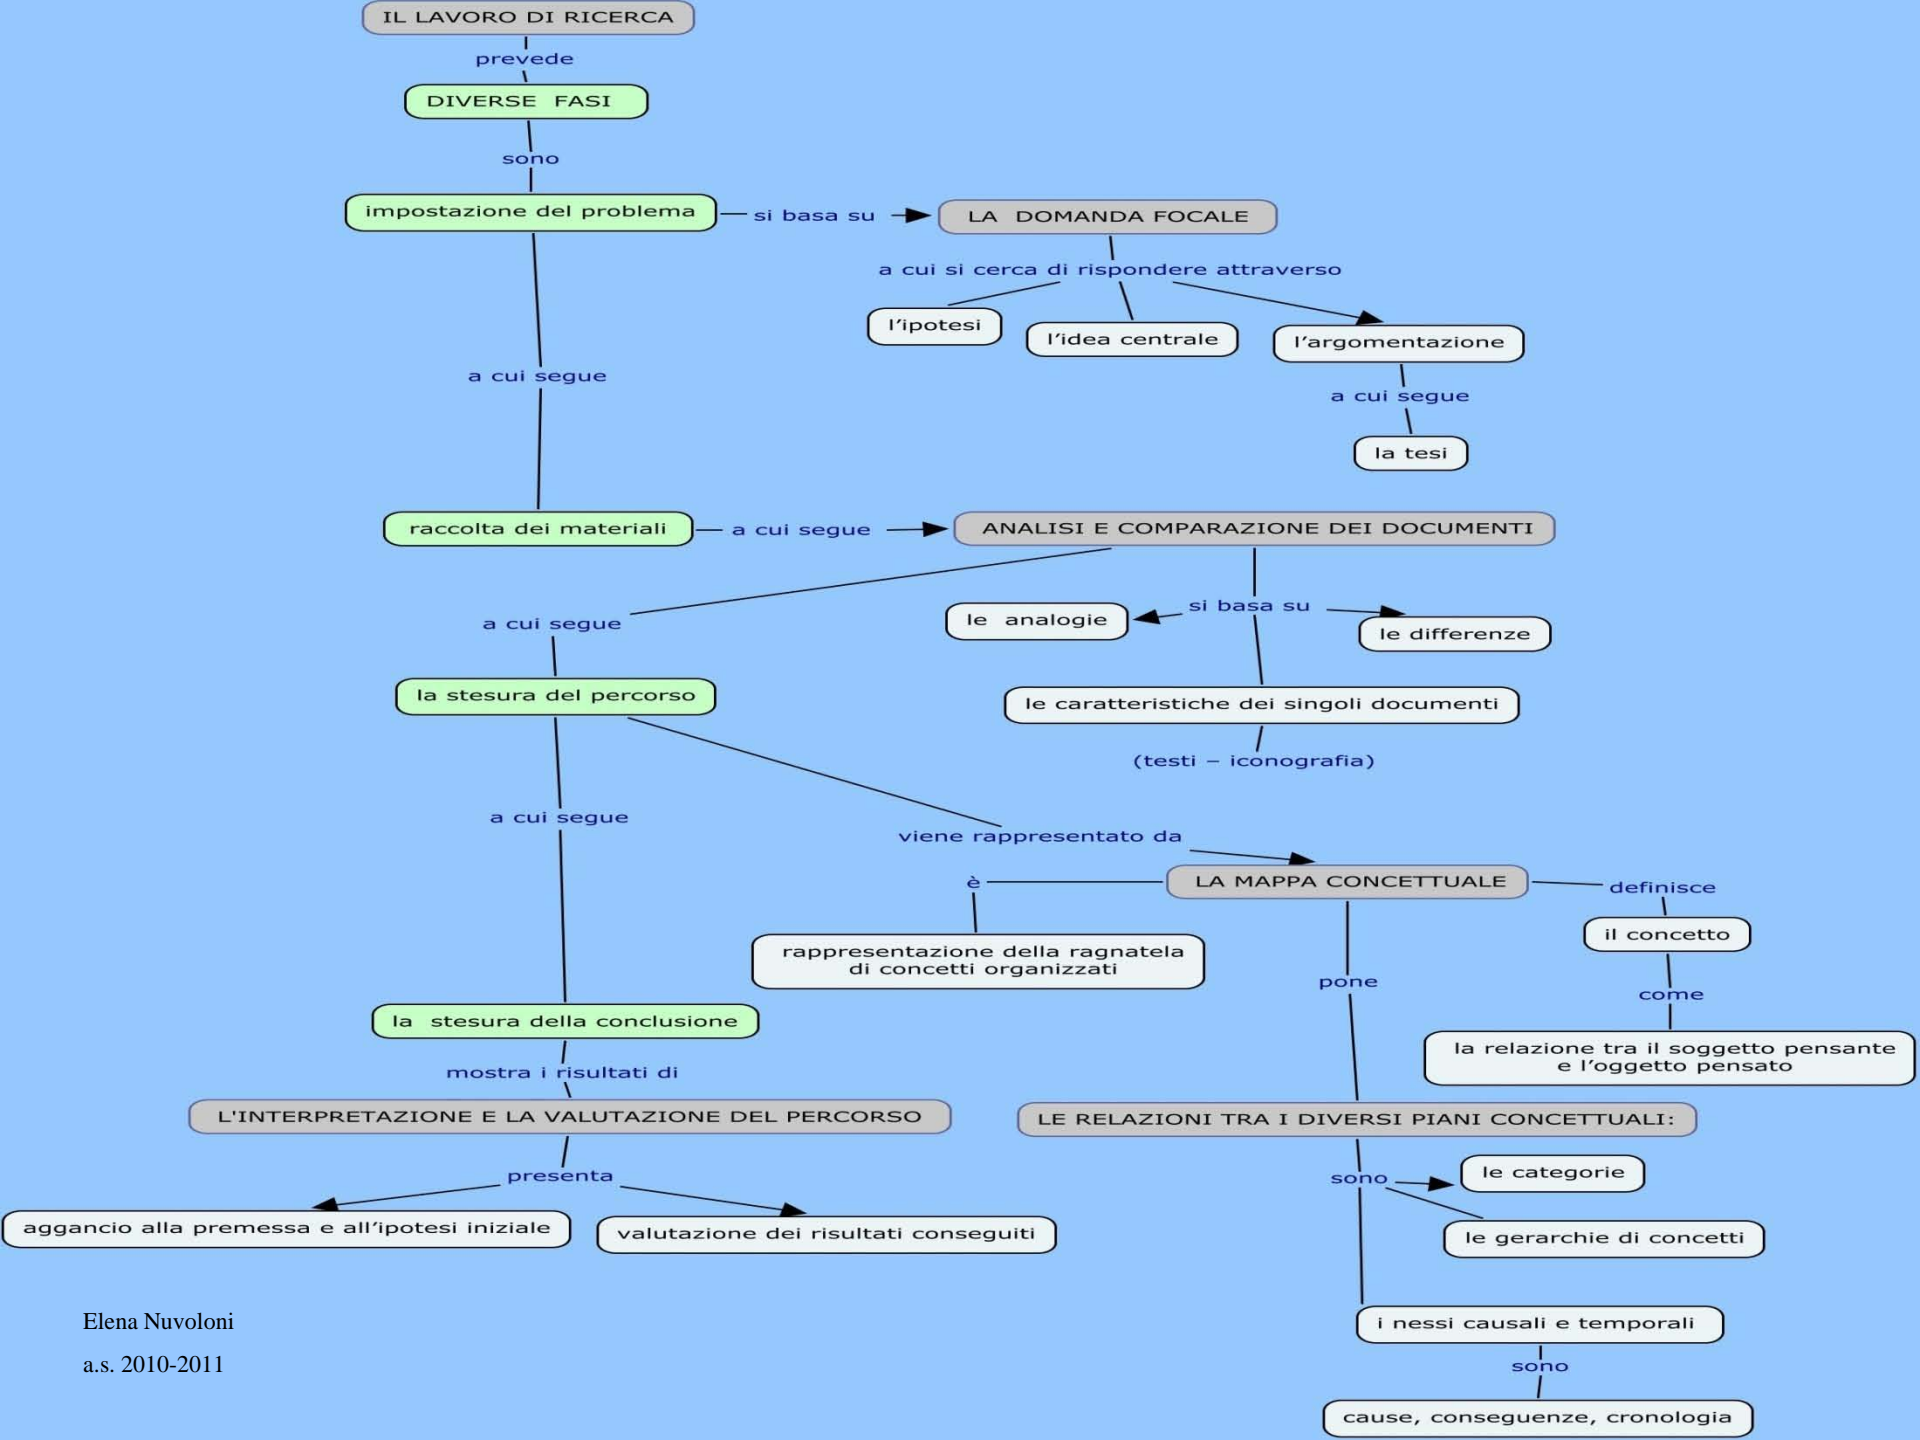 IL LAVORO DI RICERCA
prevede
DIVERSE FASI
sono
impostazione del problema
si basa su
LA DOMANDA FOCALE
a cui si cerca di rispondere attraverso
l’ipotesi
l’idea centrale
l’argomentazione
a cui segue
a cui segue
la tesi
raccolta dei materiali
a cui segue
ANALISI E COMPARAZIONE DEI DOCUMENTI
a cui segue
le analogie
si basa su
le differenze
la stesura del percorso
le caratteristiche dei singoli documenti
(testi – iconografia)
a cui segue
viene rappresentato da
è
LA MAPPA CONCETTUALE
definisce
rappresentazione della ragnatela
di concetti organizzati
il concetto
pone
come
la stesura della conclusione
la relazione tra il soggetto pensante
e l’oggetto pensato
mostra i risultati di
L'INTERPRETAZIONE E LA VALUTAZIONE DEL PERCORSO
LE RELAZIONI TRA I DIVERSI PIANI CONCETTUALI:
presenta
sono
le categorie
aggancio alla premessa e all’ipotesi iniziale
valutazione dei risultati conseguiti
le gerarchie di concetti
Elena Nuvoloni
i nessi causali e temporali
a.s. 2010-2011
sono
cause, conseguenze, cronologia